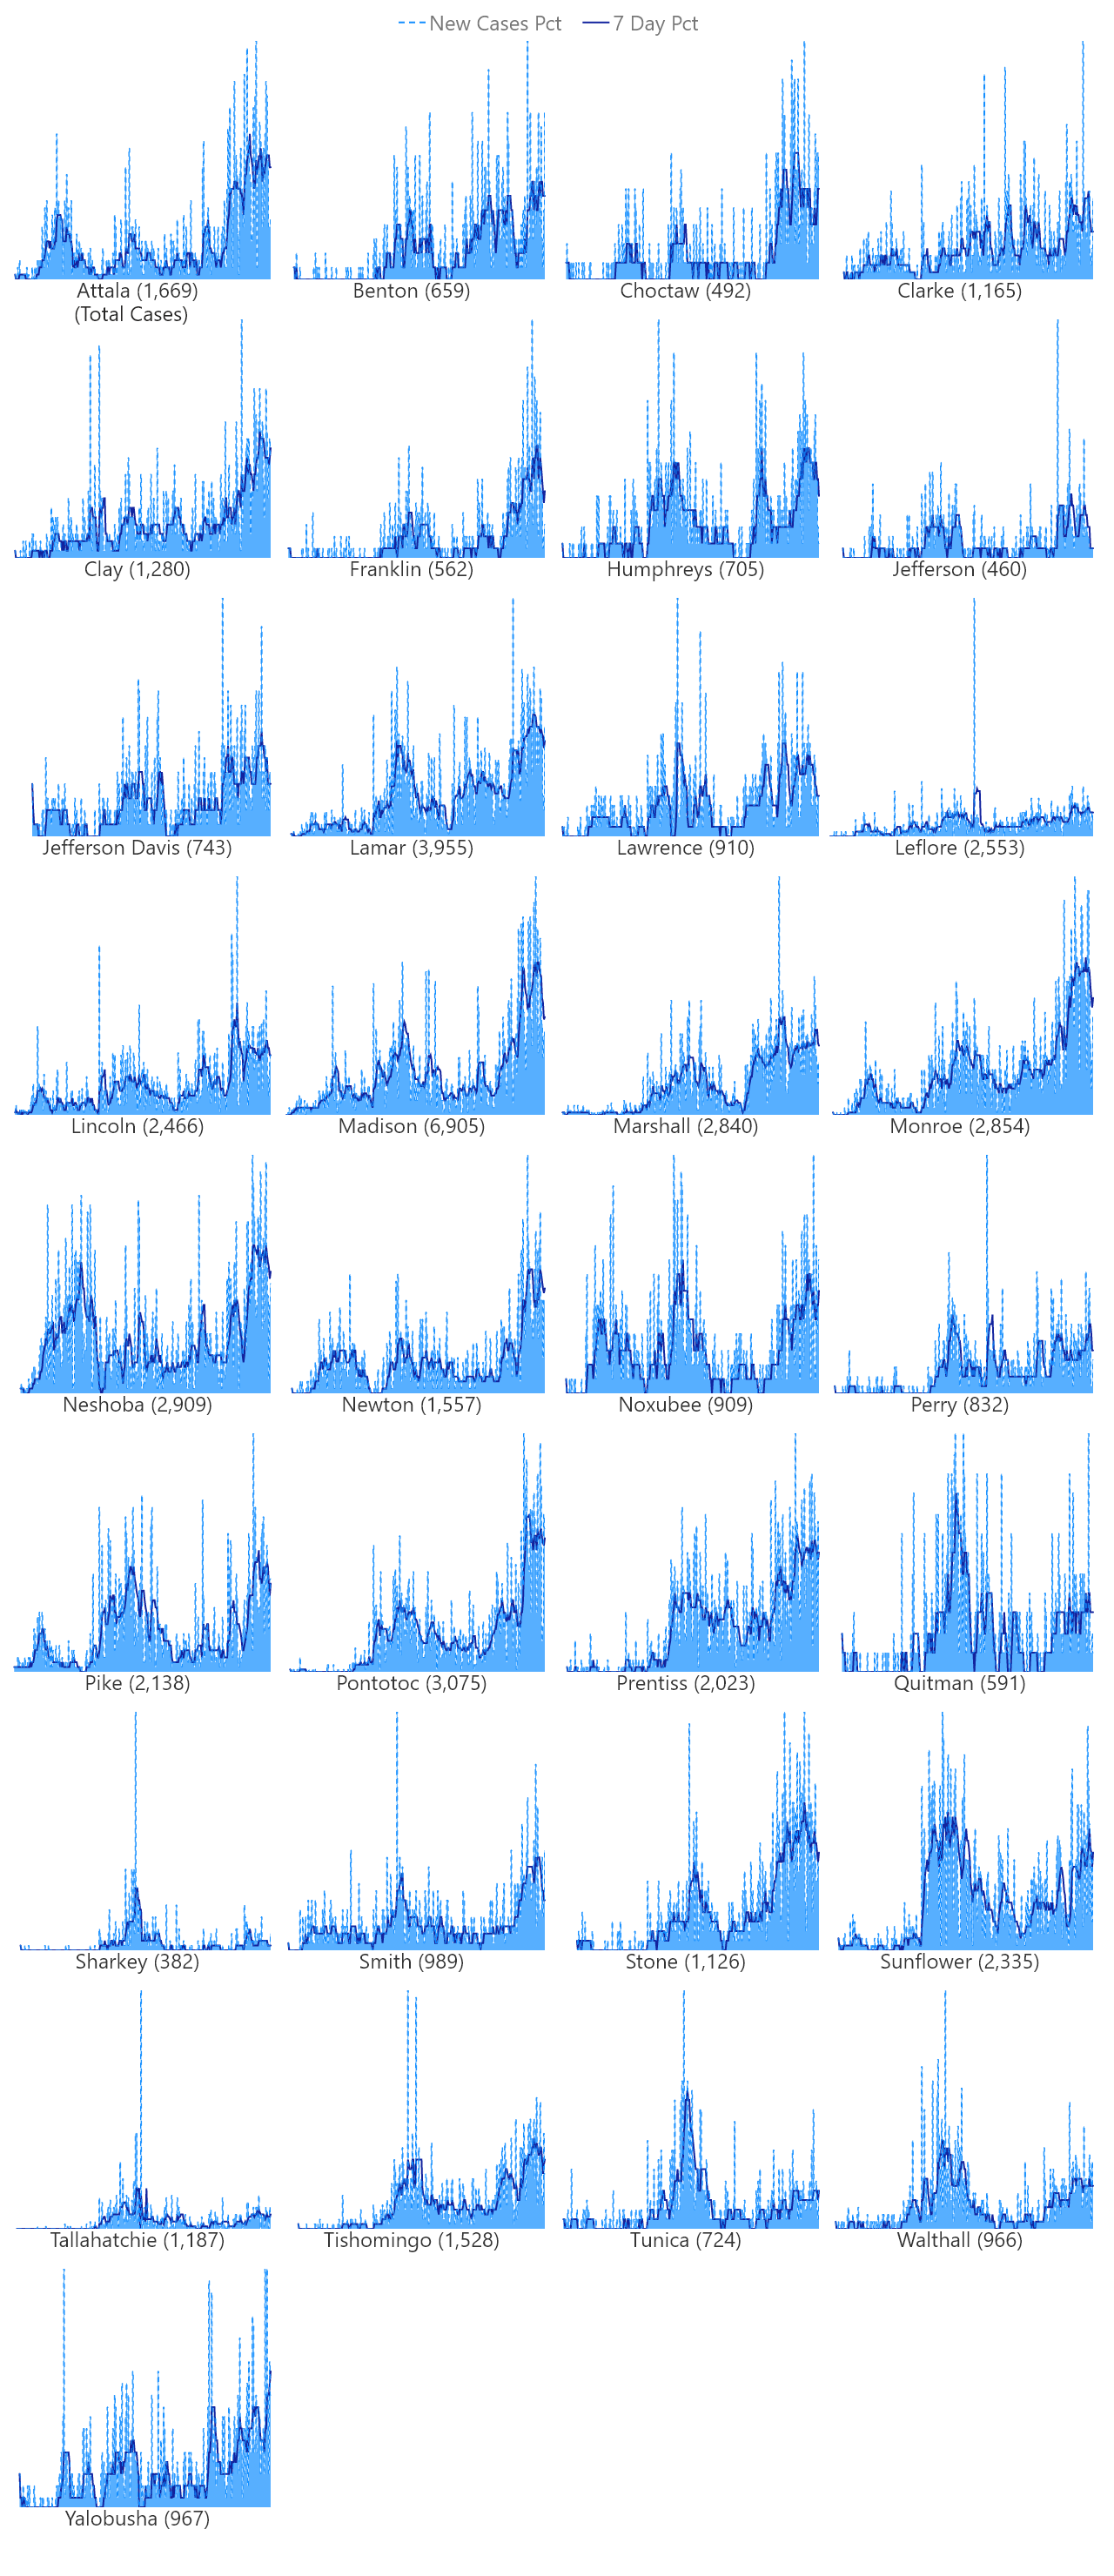 New Cases Pct 7 Day Pct
Attala (1,669)
(Total Cases)
Benton (659)
Choctaw (492)
Clarke (1,165)
Clay (1,280)
Franklin (562)
Humphreys (705)
Jefferson (460)
Jefferson Davis (743)
Lamar (3,955)
Lawrence (910)
Leflore (2,553)
Lincoln (2,466)
Madison (6,905)
Marshall (2,840)
Monroe (2,854)
Neshoba (2,909)
Newton (1,557)
Noxubee (909)
Perry (832)
Pike (2,138)
Pontotoc (3,075)
Prentiss (2,023)
Quitman (591)
Sharkey (382)
Smith (989)
Stone (1,126)
Sunflower (2,335)
Tallahatchie (1,187)
Tishomingo (1,528)
Tunica (724)
Walthall (966)
Yalobusha (967)